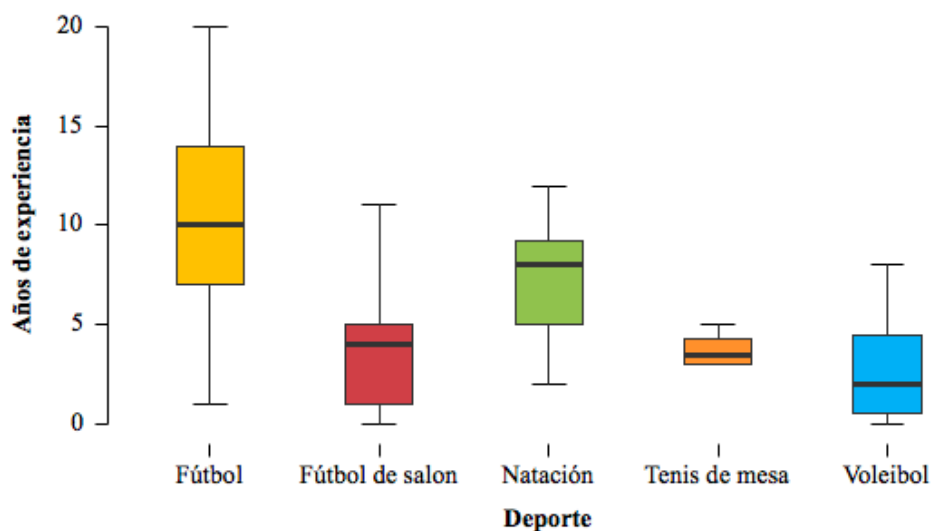 20
15
10
5
0
Años de experiencia
Fútbol
Fútbol de salon
Natación
Tenis de mesa
Voleibol
Deporte